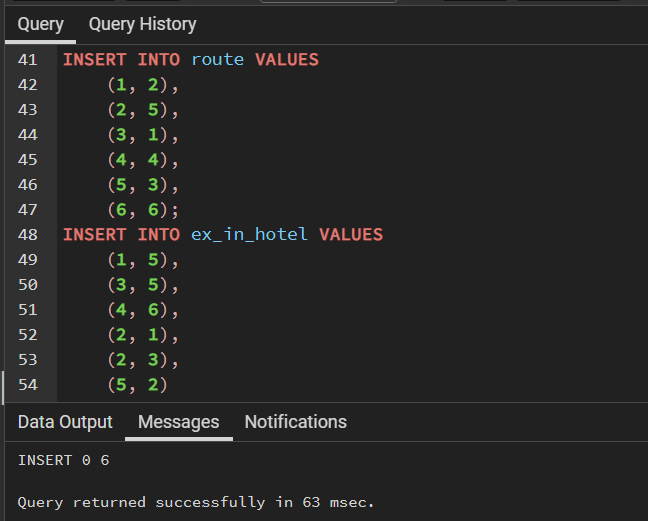 Query Query History
41 INSERT INTO route VALUES
42 (1, 2),
43 (2, 5),
44 (3, 1),
45 (4, 4),
46 (5, 3),
47 (6, 6);
48 INSERT INTO ex_in_hotel VALUES
49 (1, 5),
50 (3, 5),
51 (4, 6),
52 (2, 1),
53 (2, 3),
54 (5, 2)
Data Output Messages Notifications
INSERT 0 6
Query returned successfully in 63 msec.